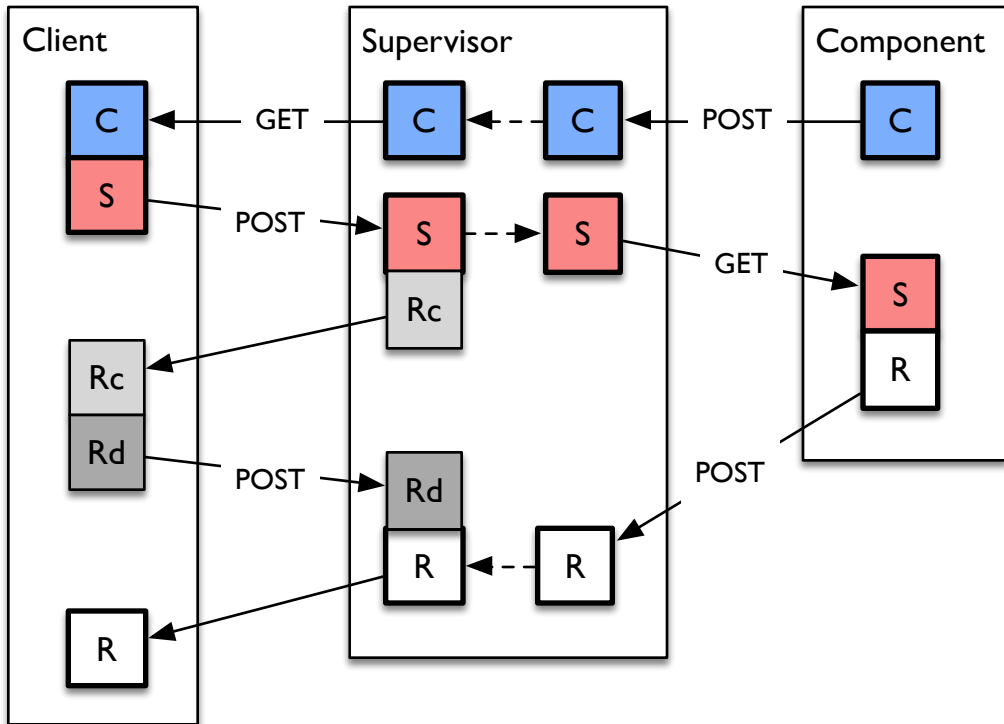 Client
Supervisor
Component
C
GET
C
C
POST
C
S
POST
S
S
GET
S
Rc
R
Rc
Rd
POST
Rd
POST
R
R
R